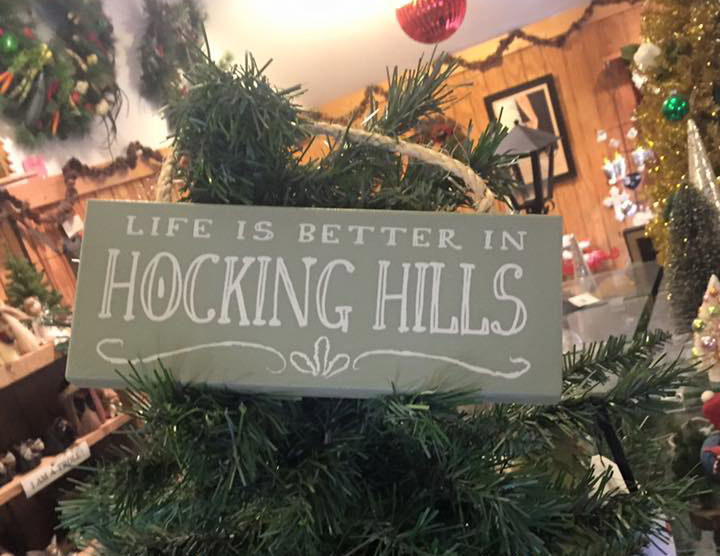 LIFE IS BETTER IN
HOCKING HILLS